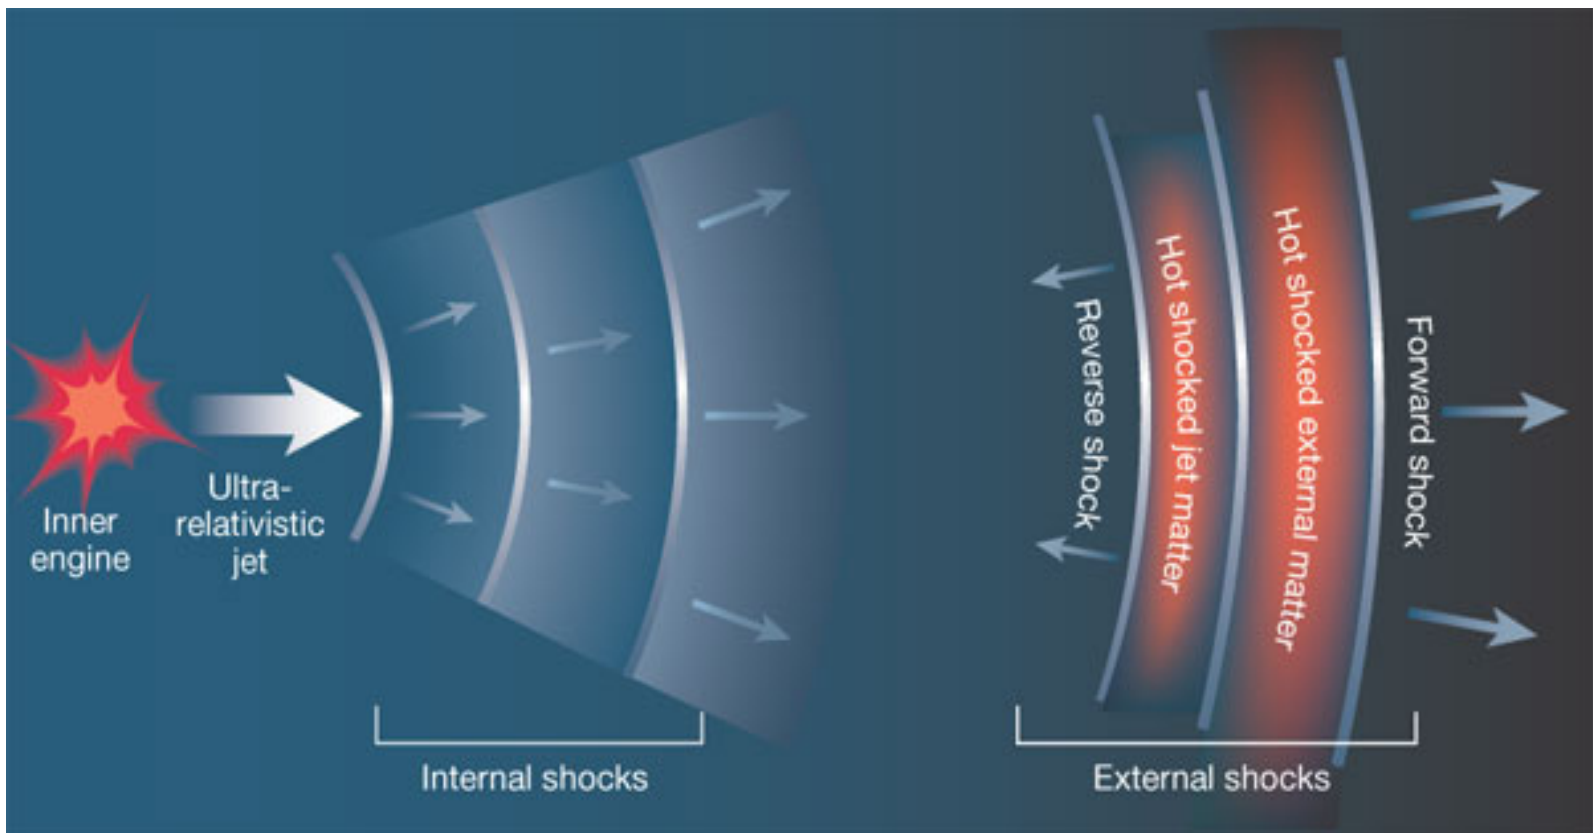 Inner
engine
Ultra-
relativistic
jet
Internal shocks
Reverse shock
Hot shocked jet matter
Hot shocked external matter
Forward shock
External shocks